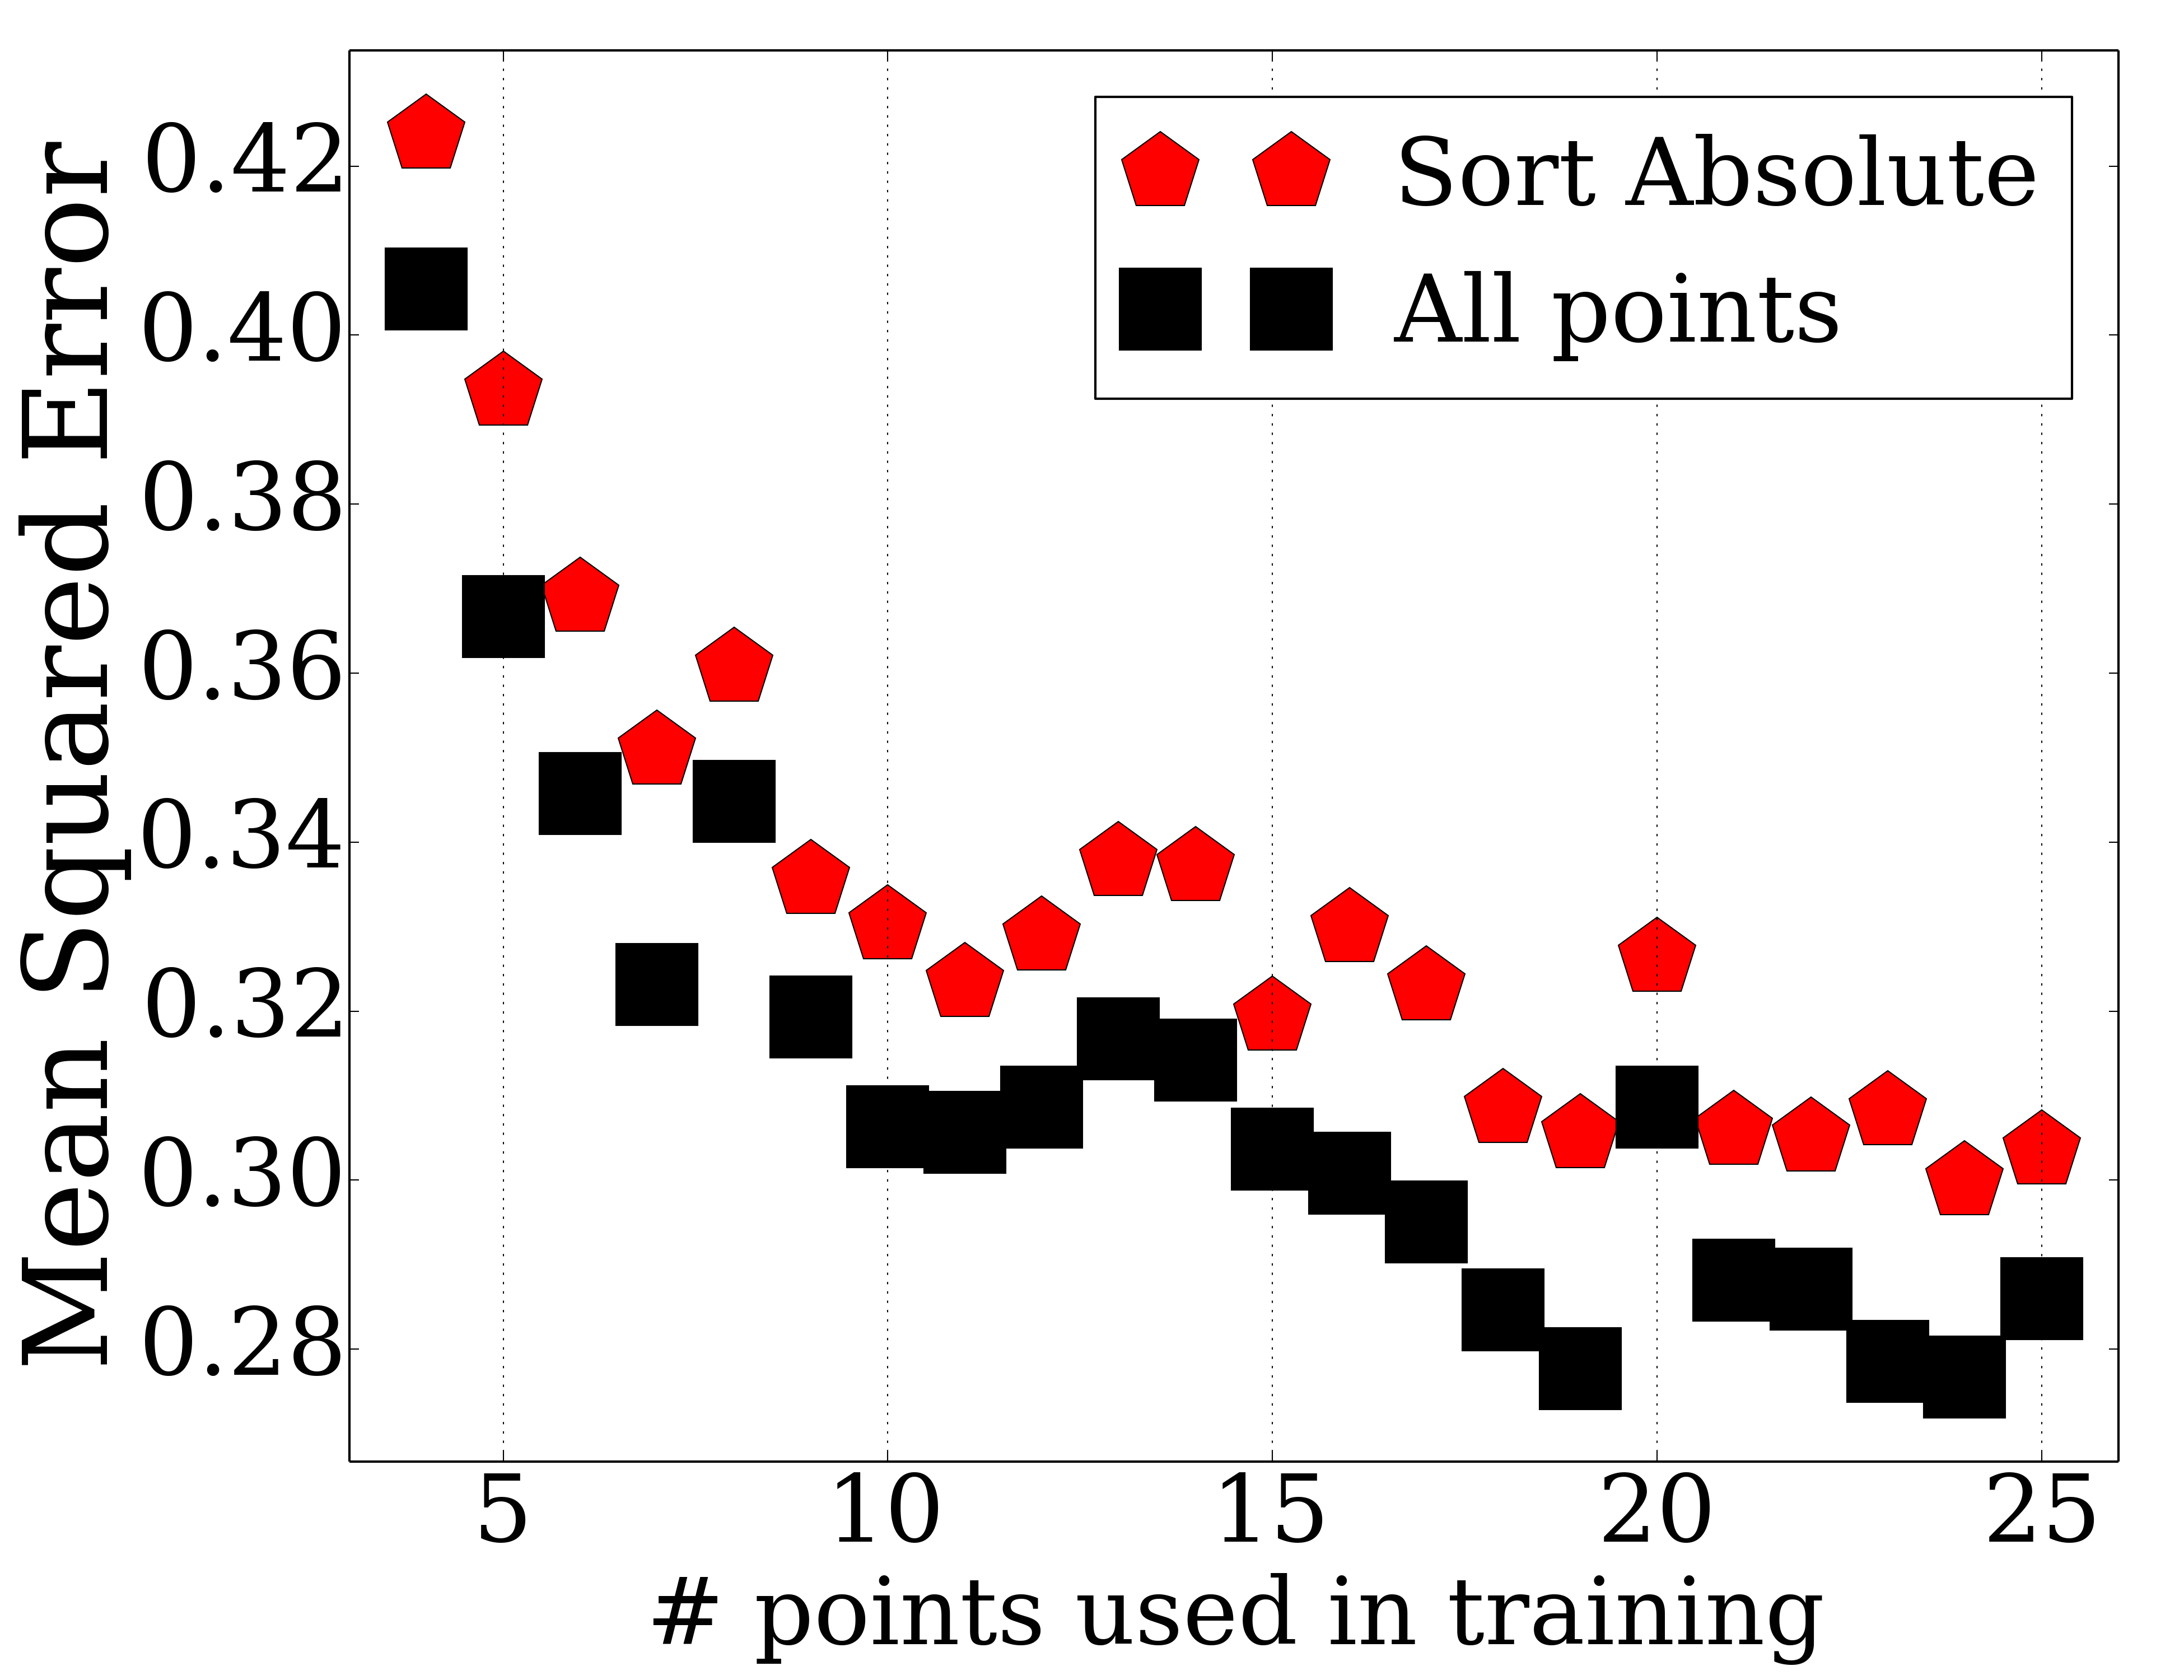 Mean Squared Error
0.42
0.40
0.38
0.36
0.34
0.32
0.30
0.28
Sort Absolute
All points
5 10 15 20 25
# points used in training